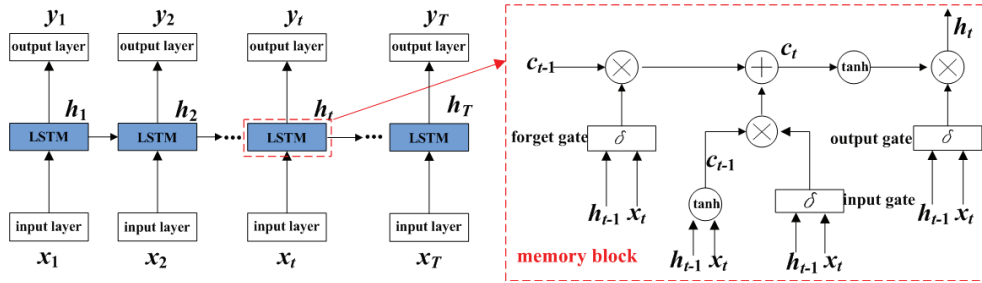 y1 y2 yt yT
output layer output layer output layer output layer
h1 h2 ht hT
LSTM LSTM ... LSTM ... LSTM
input layer input layer input layer input layer
x1 x2 xt xT
ht
ct-1 × + ct tanh ×
forget gate δ × output gate δ
ct-1
ht-1 xt tanh δ input gate ht-1 xt
memory block ht-1 xt ht-1 xt